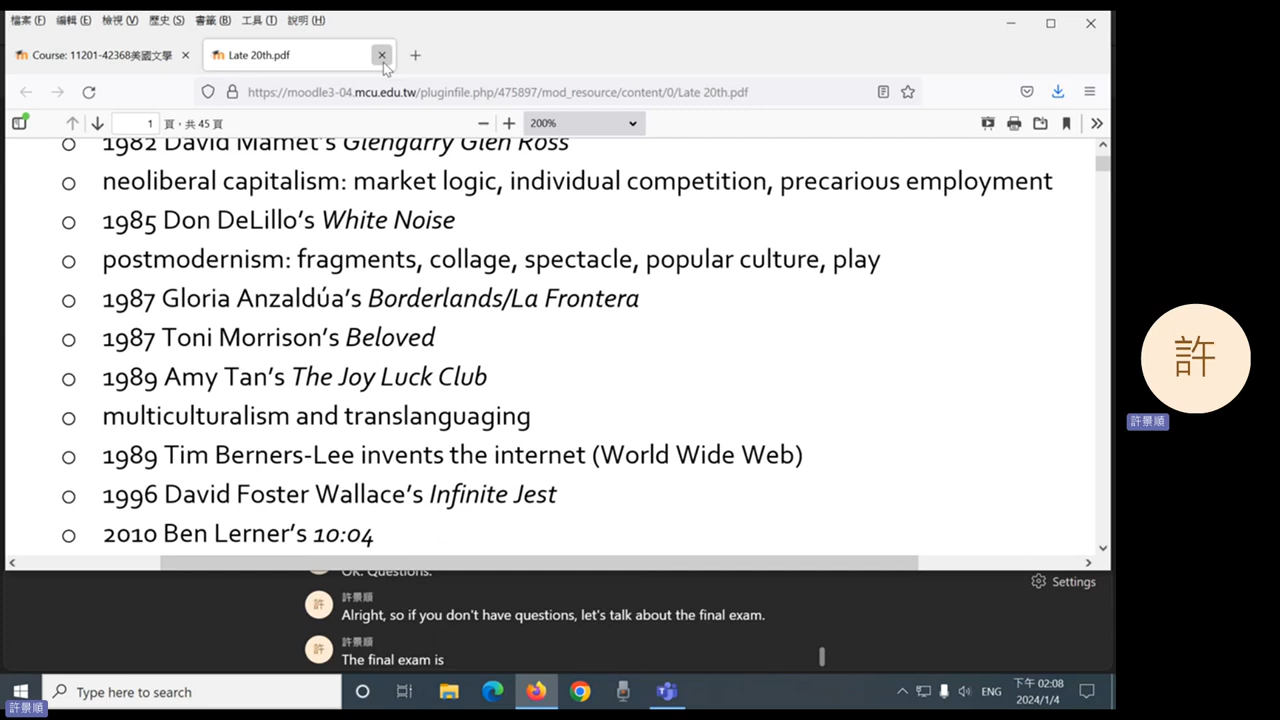 檔案(F) 編輯(E) 檢視(V) 歷史(S) 書籤(B) 工具(T) 說明(H)
Course: 11201-42368美國文學
Late 20th.pdf
https://moodle3-04.mcu.edu.tw/pluginfile.php/475897/mod_resource/content/0/Late 20th.pdf
1 頁，共 45 頁
200%
1982 David Mamet's Glengarry Glen Ross
neoliberal capitalism: market logic, individual competition, precarious employment
1985 Don DeLillo's White Noise
postmodernism: fragments, collage, spectacle, popular culture, play
1987 Gloria Anzaldúa's Borderlands/La Frontera
1987 Toni Morrison's Beloved
1989 Amy Tan's The Joy Luck Club
multiculturalism and translanguaging
1989 Tim Berners-Lee invents the internet (World Wide Web)
1996 David Foster Wallace's Infinite Jest
2010 Ben Lerner's 10:04
許
許景順
OK. Questions.
Settings
許
許景順
Alright, so if you don't have questions, let's talk about the final exam.
許
許景順
The final exam is
Type here to search
ENG
下午 02:08
2024/1/4
許景順